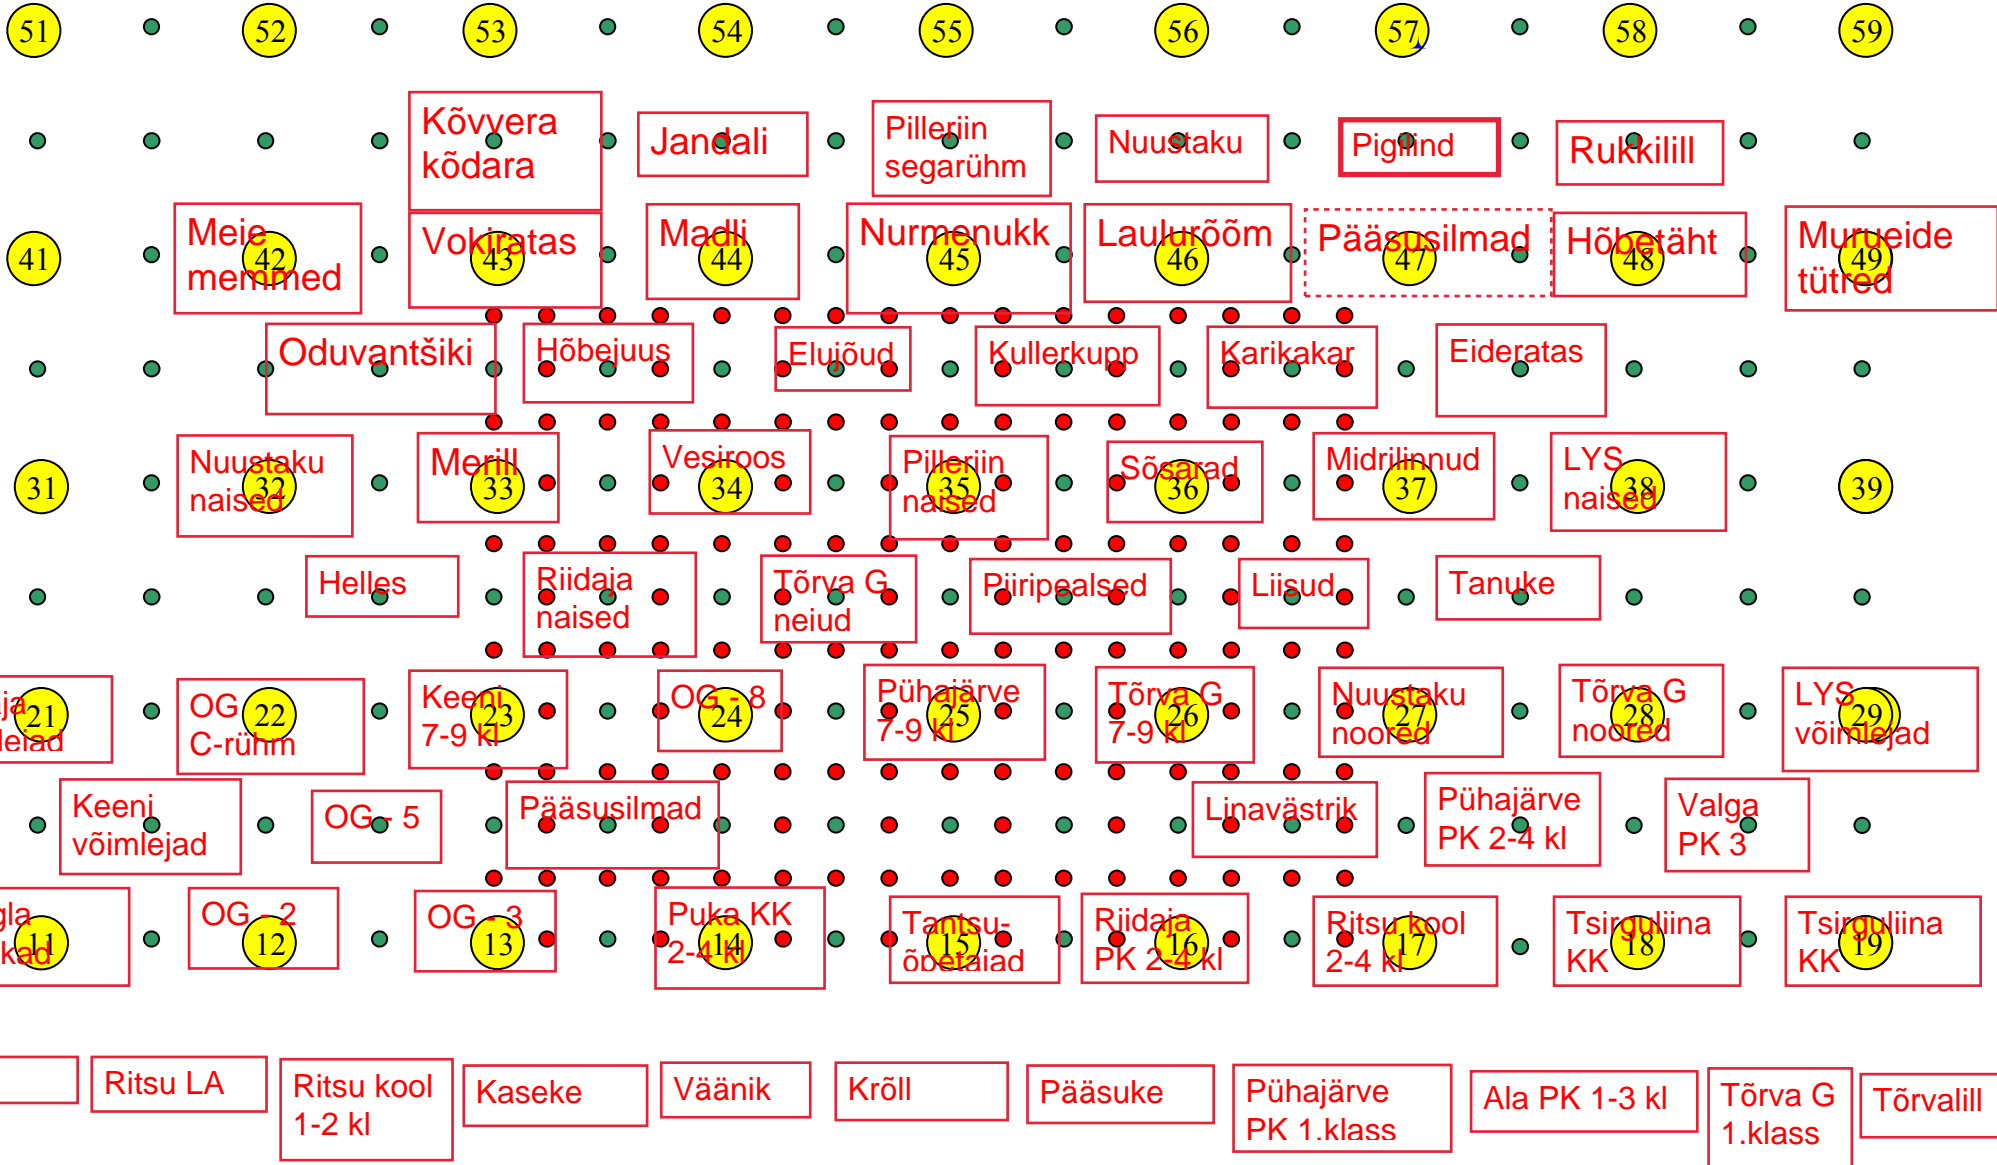 51 52 53 54 55 56 57 58 59
Kõvvera
kõdara
Jandali
Pilleriin
segarühm
Nuustaku
Pigilind
Rukkilill
41
Meie
memmed
42
Vokiratas
43
Madli
44
Nurmenukk
45
Laulurõõm
46
Pääsusilmad
47
Hõbetäht
48
Murueide
tütred
49
Oduvantšiki
Hõbejuus
Elujõud
Kullerkupp
Karikakar
Eideratas
31
Nuustaku
naised
32
Merill
33
Vesiroos
34
Pilleriin
naised
35
Sõsarad
36
Midrilinnud
37
LYS
naised
38
39
Helles
Riidaja
naised
Tõrva G
neiud
Piiripealsed
Liisud
Tanuke
21
OG
C-rühm
22
Keeni
7-9 kl
23
OG - 8
24
Pühajärve
7-9 kl
25
Tõrva G
7-9 kl
26
Nuustaku
noored
27
Tõrva G
noored
28
LYS
võimlejad
29
Keeni
võimlejad
OG - 5
Pääsusilmad
Linavästrik
Pühajärve
PK 2-4 kl
Valga
PK 3
11
OG - 2
12
OG - 3
13
Puka KK
2-4 kl
14
Tantsu-
õpetajad
15
Riidaja
PK 2-4 kl
16
Ritsu kool
2-4 kl
17
Tsirguliina
KK
18
Tsirguliina
KK
19
Ritsu LA
Ritsu kool
1-2 kl
Kaseke
Väänik
Krõll
Pääsuke
Pühajärve
PK 1.klass
Ala PK 1-3 kl
Tõrva G
1.klass
Tõrvalill